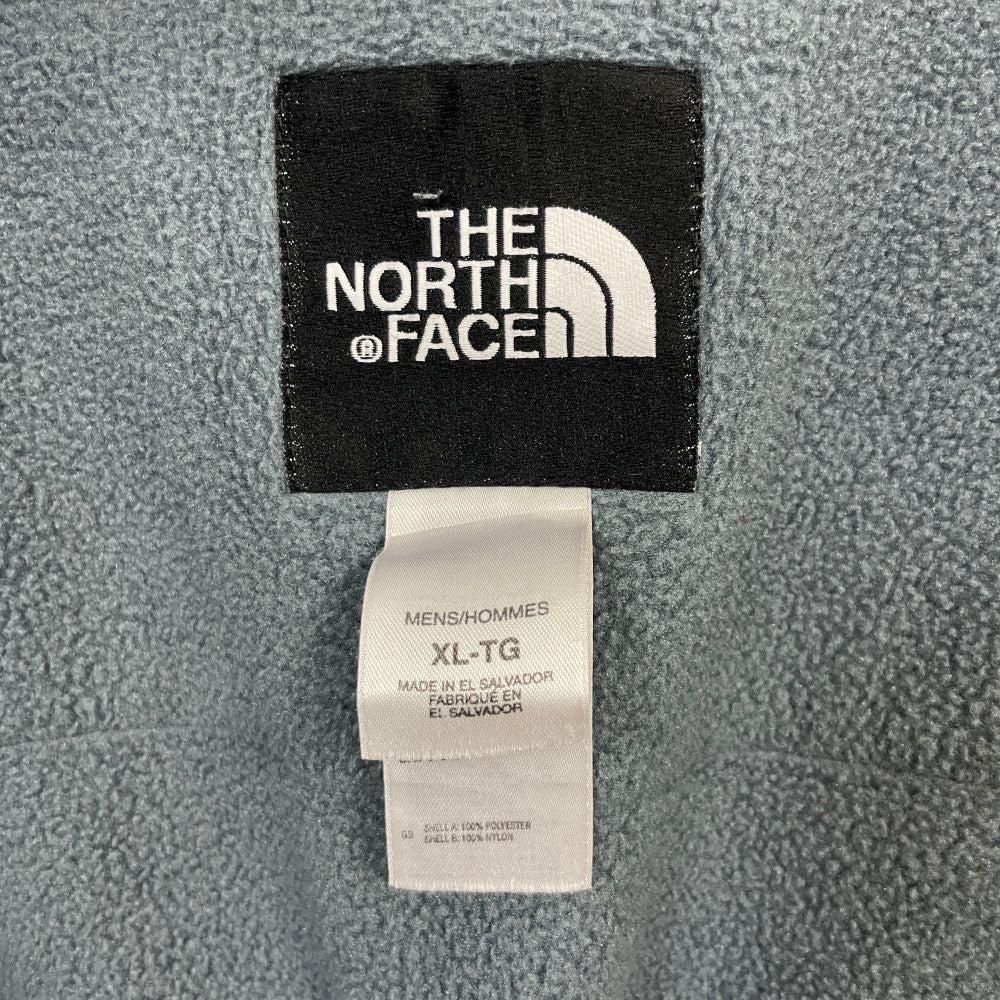 THE
NORTH
®FACE
MENS/HOMMES
XL-TG
MADE IN EL SALVADOR
FABRIQUÉ EN
EL SALVADOR
GS SHELL A: 100% POLYESTER
SHELL B: 100% NYLON